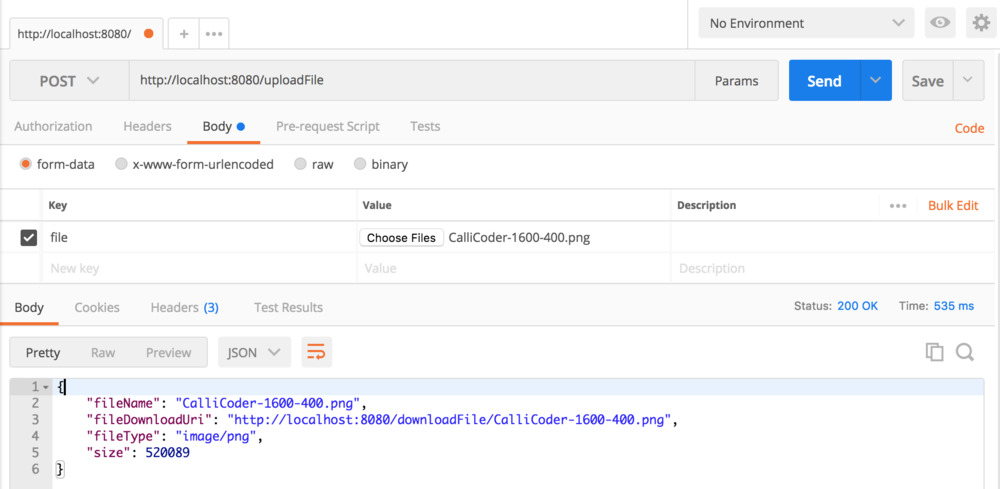 http://localhost:8080/ + ••• No Environment
POST http://localhost:8080/uploadFile Params Send Save
Authorization Headers Body Pre-request Script Tests Code
form-data x-www-form-urlencoded raw binary
Key Value Description ••• Bulk Edit
file Choose Files CalliCoder-1600-400.png
New key Value Description
Body Cookies Headers (3) Test Results Status: 200 OK Time: 535 ms
Pretty Raw Preview JSON
1 {
2 "fileName": "CalliCoder-1600-400.png",
3 "fileDownloadUri": "http://localhost:8080/downloadFile/CalliCoder-1600-400.png",
4 "fileType": "image/png",
5 "size": 520089
6 }